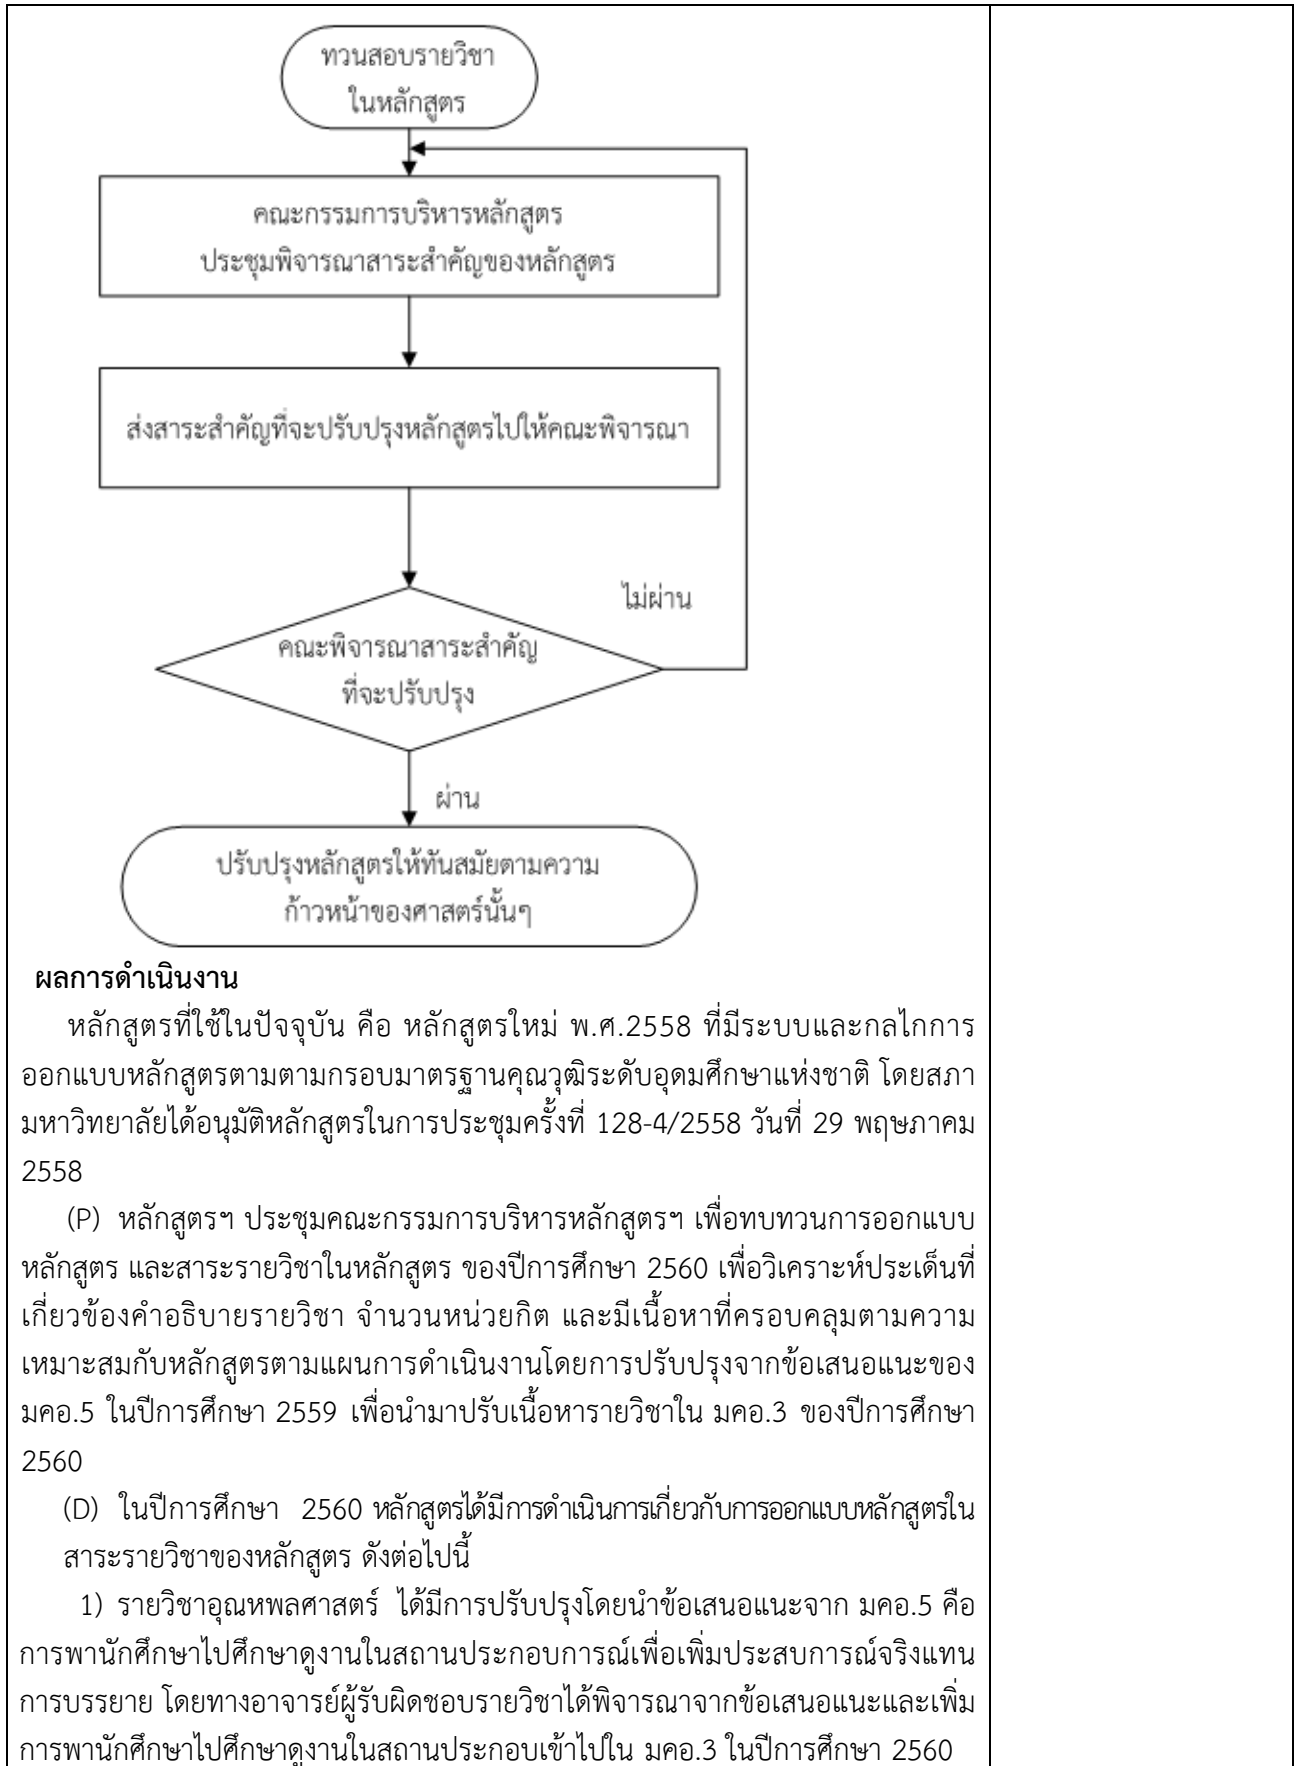 ทวนสอบรายวิชา
ในหลักสูตร
คณะกรรมการบริหารหลักสูตร
ประชุมพิจารณาสาระสำคัญของหลักสูตร
ส่งสาระสำคัญที่จะปรับปรุงหลักสูตรไปให้คณะพิจารณา
ไม่ผ่าน
คณะพิจารณาสาระสำคัญ
ที่จะปรับปรุง
ผ่าน
ปรับปรุงหลักสูตรให้ทันสมัยตามความ
ก้าวหน้าของศาสตร์นั้นๆ
ผลการดำเนินงาน
หลักสูตรที่ใช้ในปัจจุบัน คือ หลักสูตรใหม่ พ.ศ.2558 ที่มีระบบและกลไกการ
ออกแบบหลักสูตรตามตามกรอบมาตรฐานคุณวุฒิระดับอุดมศึกษาแห่งชาติ โดยสภา
มหาวิทยาลัยได้อนุมัติหลักสูตรในการประชุมครั้งที่ 128-4/2558 วันที่ 29 พฤษภาคม
2558
(P) หลักสูตรฯ ประชุมคณะกรรมการบริหารหลักสูตรฯ เพื่อทบทวนการออกแบบ
หลักสูตร และสาระรายวิชาในหลักสูตร ของปีการศึกษา 2560 เพื่อวิเคราะห์ประเด็นที่
เกี่ยวข้องคำอธิบายรายวิชา จำนวนหน่วยกิต และมีเนื้อหาที่ครอบคลุมตามความ
เหมาะสมกับหลักสูตรตามแผนการดำเนินงานโดยการปรับปรุงจากข้อเสนอแนะของ
มคอ.5 ในปีการศึกษา 2559 เพื่อนำมาปรับเนื้อหารายวิชาใน มคอ.3 ของปีการศึกษา
2560
(D) ในปีการศึกษา 2560 หลักสูตรได้มีการดำเนินการเกี่ยวกับการออกแบบหลักสูตรใน
สาระรายวิชาของหลักสูตร ดังต่อไปนี้
1) รายวิชาอุณหพลศาสตร์ ได้มีการปรับปรุงโดยนำข้อเสนอแนะจาก มคอ.5 คือ
การพานักศึกษาไปศึกษาดูงานในสถานประกอบการณ์เพื่อเพิ่มประสบการณ์จริงแทน
การบรรยาย โดยทางอาจารย์ผู้รับผิดชอบรายวิชาได้พิจารณาจากข้อเสนอแนะและเพิ่ม
การพานักศึกษาไปศึกษาดูงานในสถานประกอบเข้าไปใน มคอ.3 ในปีการศึกษา 2560